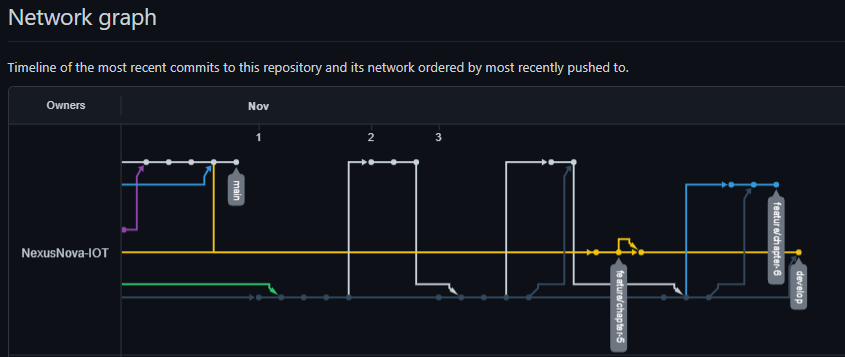 Network graph
Timeline of the most recent commits to this repository and its network ordered by most recently pushed to.
Owners
Nov
1
2
3
main
feature/chapter-6
NexusNova-IOT
feature/chapter-5
develop